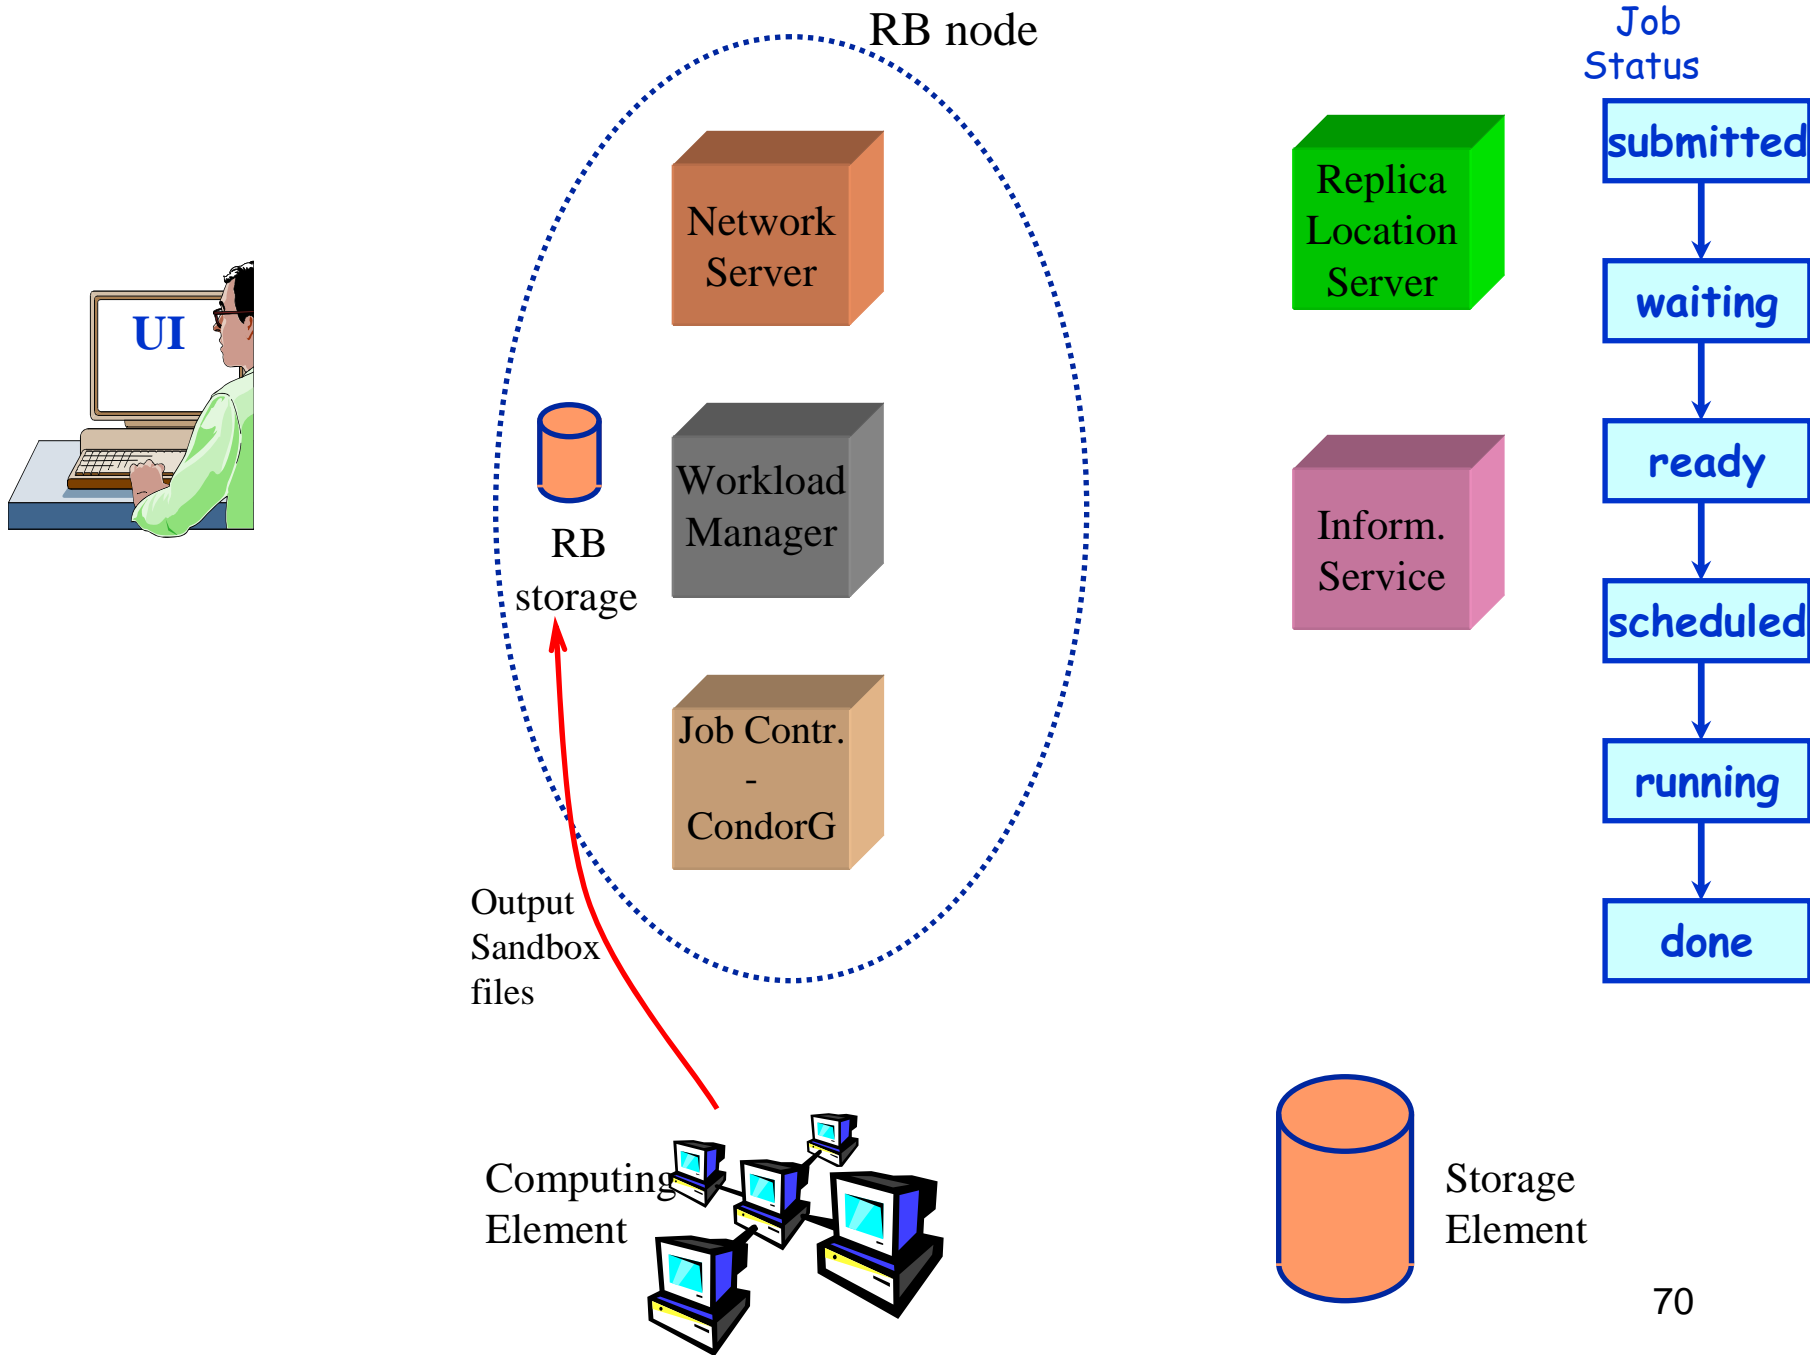 RB node
Job
Status
submitted
waiting
ready
scheduled
running
done
Network
Server
Replica
Location
Server
UI
RB
storage
Workload
Manager
Inform.
Service
Job Contr.
-
CondorG
Output
Sandbox
files
Computing
Element
Storage
Element
70